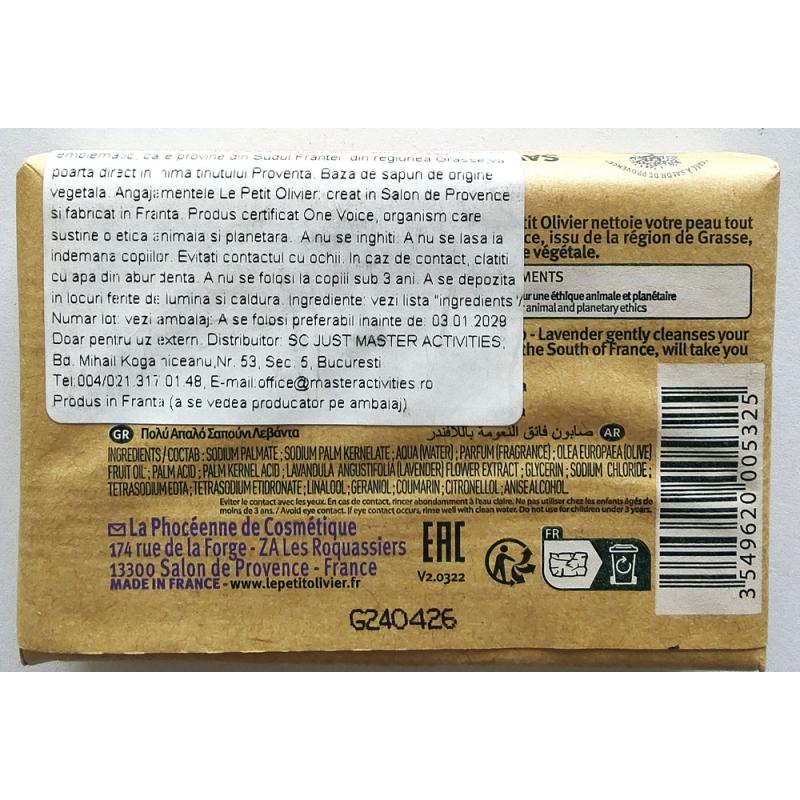 emblematic, ca e provine din Sudul Frantei din regiunea Grasse, va
poarta direct in nima tinutului Proventa. Baza de sapun de origine
vegetala. Angajamentele Le Petit Olivier: creat in Salon de Provence
si fabricat in Franta. Produs certificat One Voice, organism care
sustine o etica animala si planetara. A nu se inghiti. A nu se lasa la
indemana copiilor. Evitati contactul cu ochii. In caz de contact, clatiti
cu apa din abundenta. A nu se folosi la copiii sub 3 ani. A se depozita
in locuri ferite de lumina si caldura. Ingrediente: vezi lista "ingredients"/
Numar lot: vezi ambalaj. A se folosi preferabil inainte de: 03.01.2029
Doar pentru uz extern. Distribuitor: SC JUST MASTER ACTIVITIES,
Bd. Mihail Kogalniceanu, Nr. 53, Sec. 5, Bucuresti
Tel:004/021.317.01.48, E-mail:office@masteractivities.ro
Produs in Franta (a se vedea producator pe ambalaj)
SALON DE PROVENCE
tit Olivier nettoie votre peau tout
ce, issu de la région de Grasse,
e végétale.
MENTS
ur une éthique animale et planétaire
animal and planetary ethics
- Lavender gently cleanses your
the South of France, will take you
GR Πολύ Απαλό Σαπούνι Λεβάντα
صابون فائق النعومة باللافندر AR
INGREDIENTS/COCTAB : SODIUM PALMATE ; SODIUM PALM KERNELATE ; AQUA (WATER) ; PARFUM (FRAGRANCE) ; OLEA EUROPAEA (OLIVE)
FRUIT OIL ; PALM ACID ; PALM KERNEL ACID ; LAVANDULA ANGUSTIFOLIA (LAVENDER) FLOWER EXTRACT ; GLYCERIN ; SODIUM CHLORIDE ;
TETRASODIUM EDTA ; TETRASODIUM ETIDRONATE ; LINALOOL ; GERANIOL ; COUMARIN ; CITRONELLOL ; ANISE ALCOHOL.
Eviter le contact avec les yeux. En cas de contact, rincer abondamment à l'eau claire. Ne pas utiliser chez les enfants âgés de
moins de 3 ans. / Avoid eye contact. If eye contact occurs, rinse well with clean water. Do not use for children under 3 years.
La Phocéenne de Cosmétique
174 rue de la Forge - ZA Les Roquassiers
13300 Salon de Provence - France
MADE IN FRANCE - www.lepetitolivier.fr
EAC
V2.0322
FR
3 549620 005325
G240426